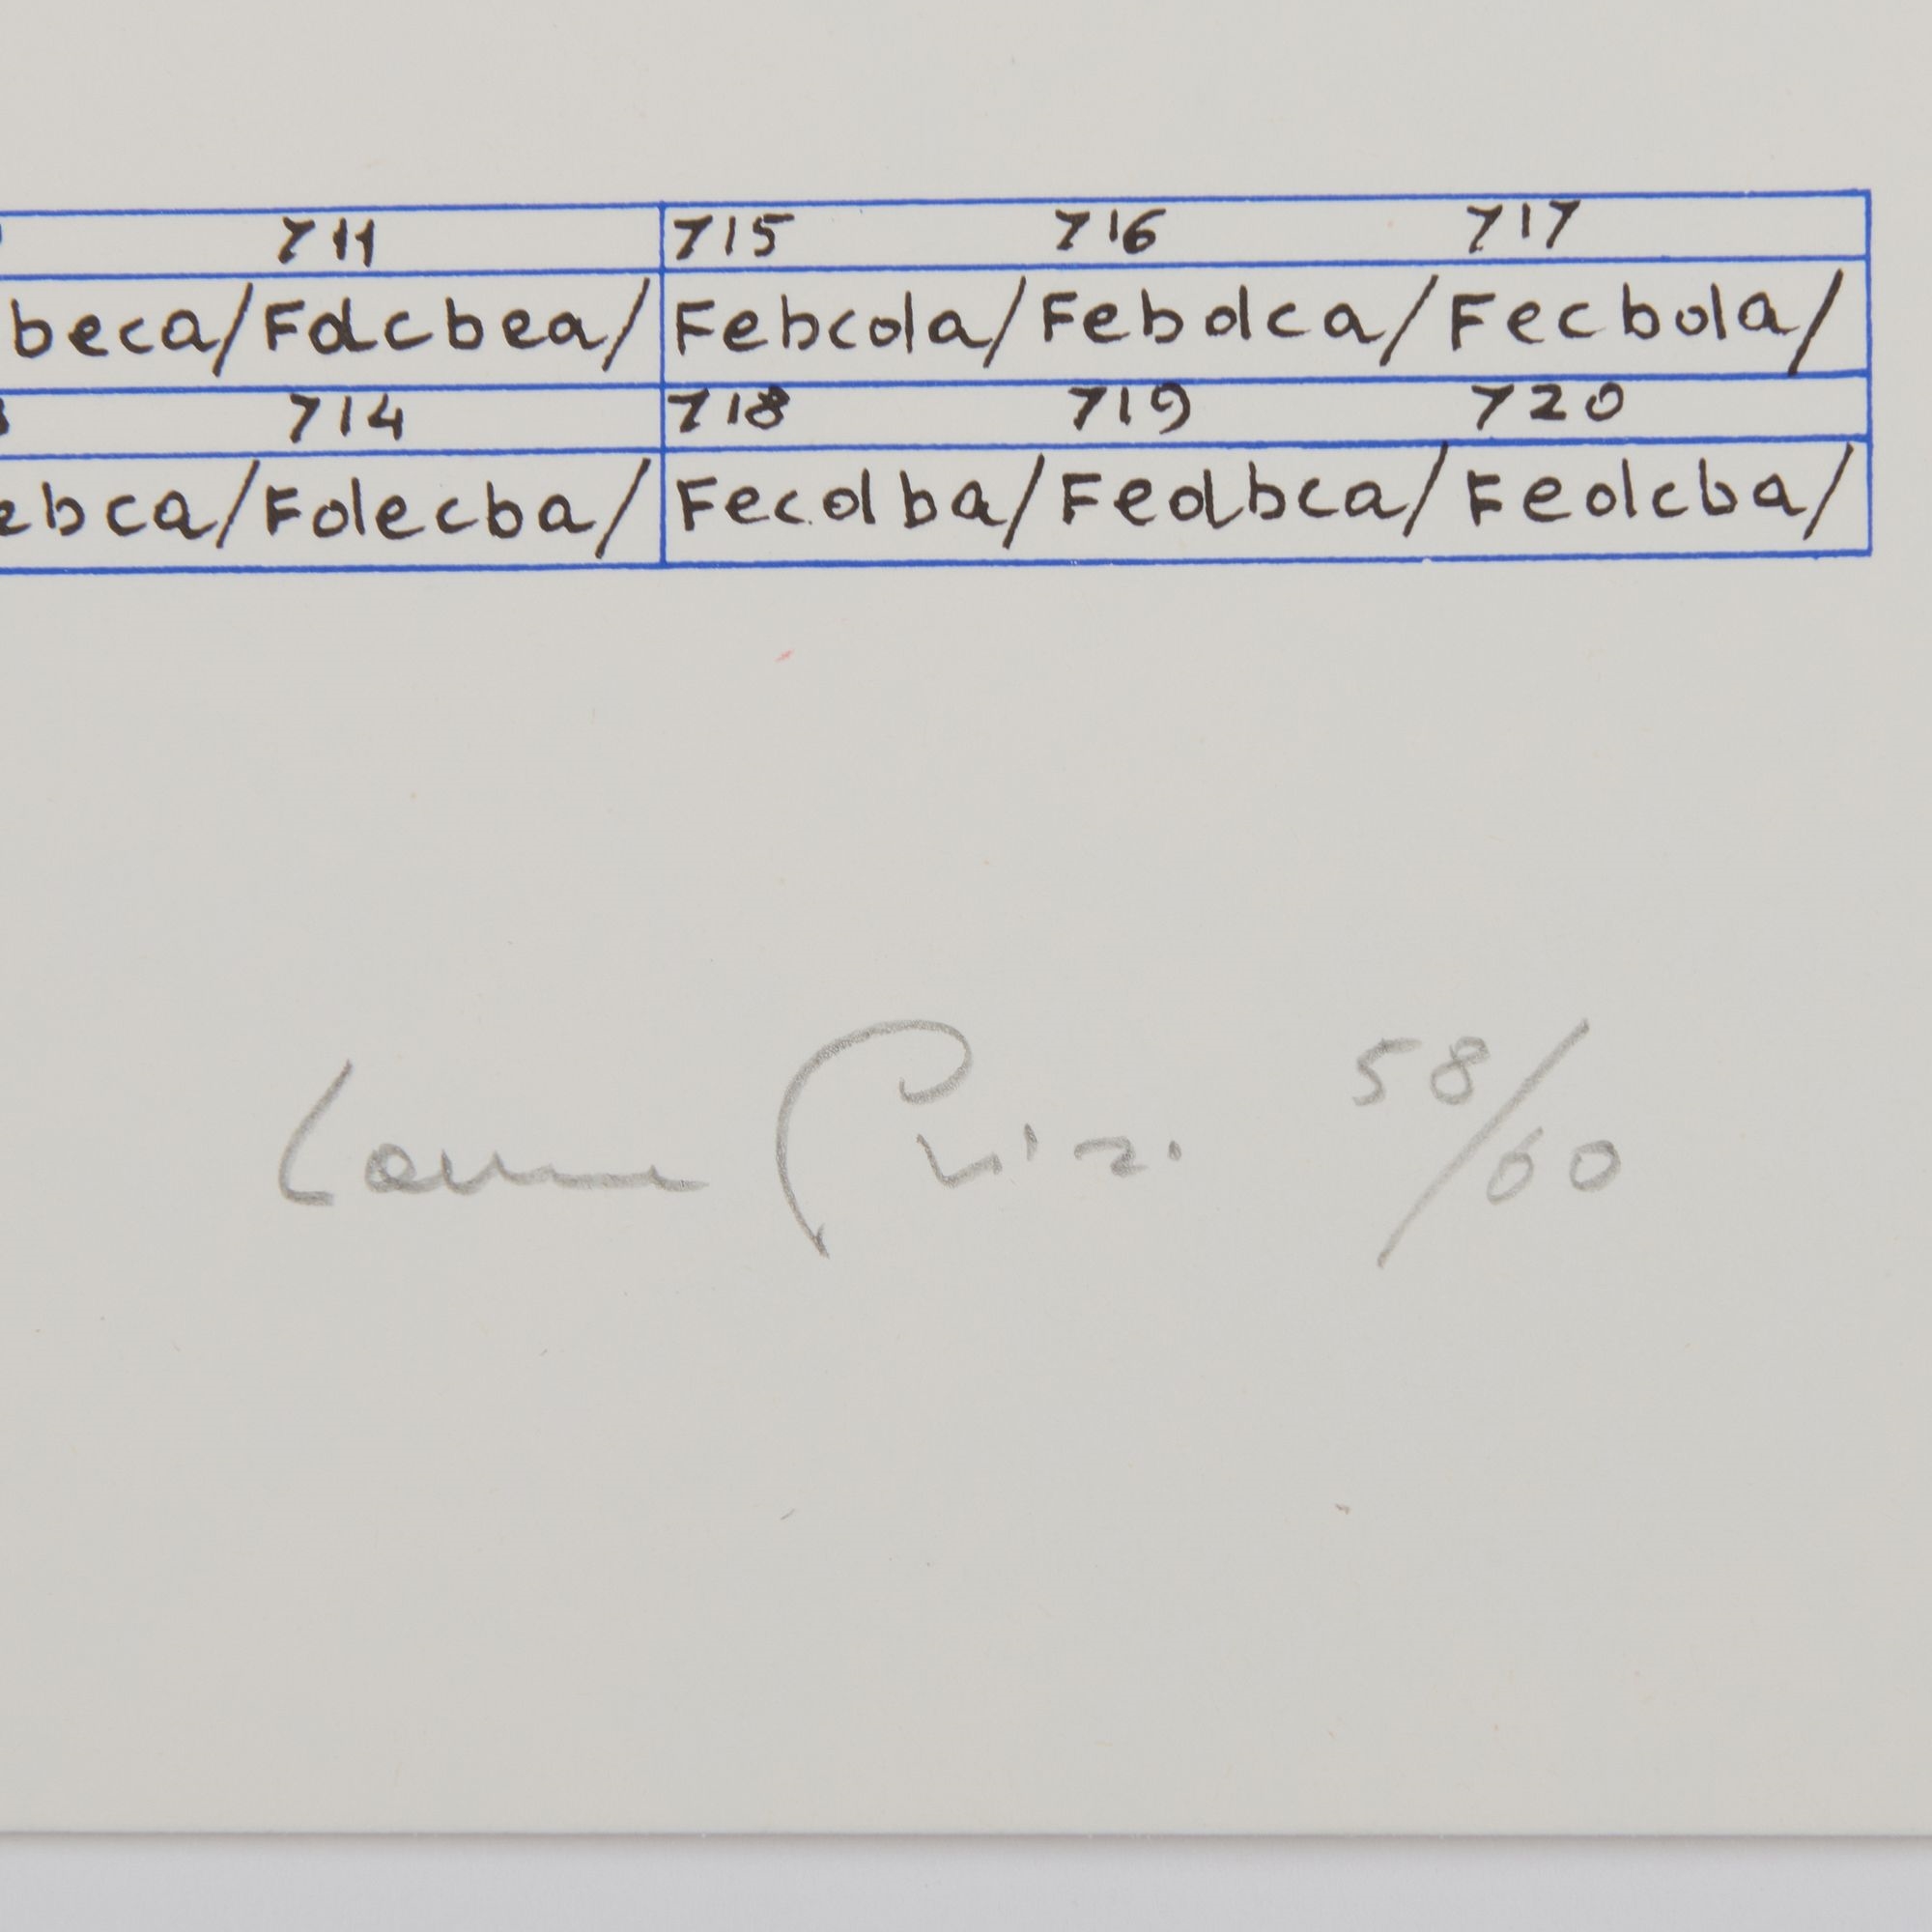 711 715 716 717
beca/Fdcbea/ Febcda/Febdca/Fecbda/
714 718 719 720
ebca/Fdecba/ Fecdba/Fedbca/Fedcba/
58/60